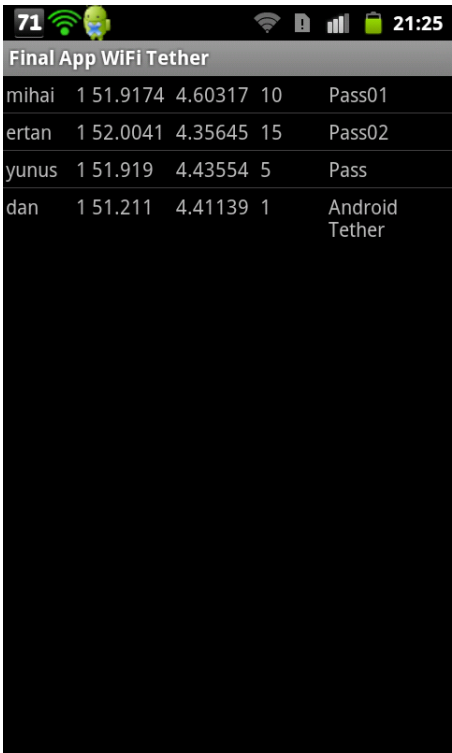 71 21:25
Final App WiFi Tether
mihai 1 51.9174 4.60317 10 Pass01
ertan 1 52.0041 4.35645 15 Pass02
yunus 1 51.919 4.43554 5 Pass
dan 1 51.211 4.41139 1 Android
Tether